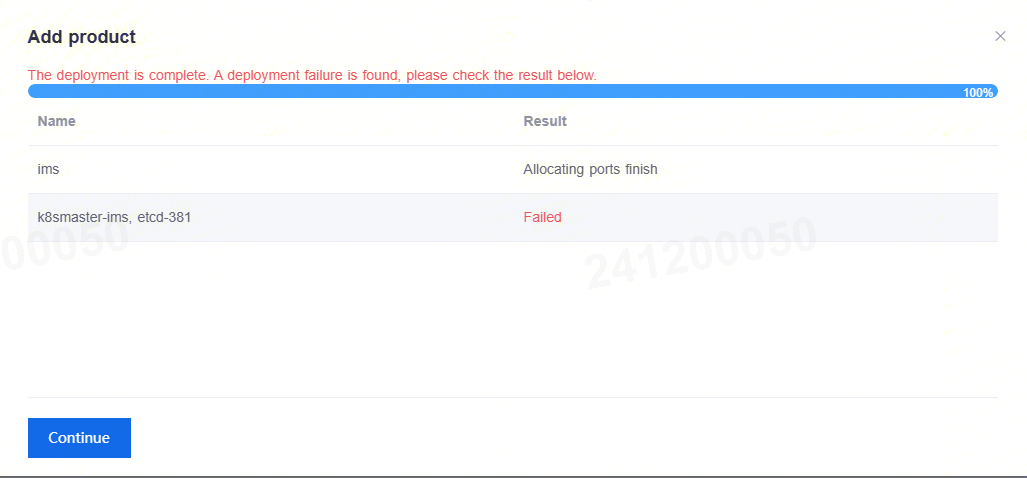 Add product
The deployment is complete. A deployment failure is found, please check the result below.
100%
Name Result
ims Allocating ports finish
k8smaster-ims, etcd-381 Failed
00050
241200050
Continue